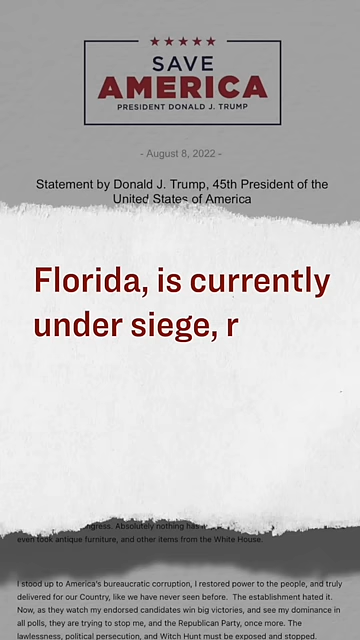 SAVE
AMERICA
PRESIDENT DONALD J. TRUMP
- August 8, 2022 -
Statement by Donald J. Trump, 45th President of the
United States of America
Florida, is currently
under siege, r
ngress. Absolutely nothing has
even took antique furniture, and other items from the White House.
I stood up to America's bureaucratic corruption, I restored power to the people, and truly
delivered for our Country, like we have never seen before. The establishment hated it.
Now, as they watch my endorsed candidates win big victories, and see my dominance in
all polls, they are trying to stop me, and the Republican Party, once more. The
lawlessness, political persecution, and Witch Hunt must be exposed and stopped.